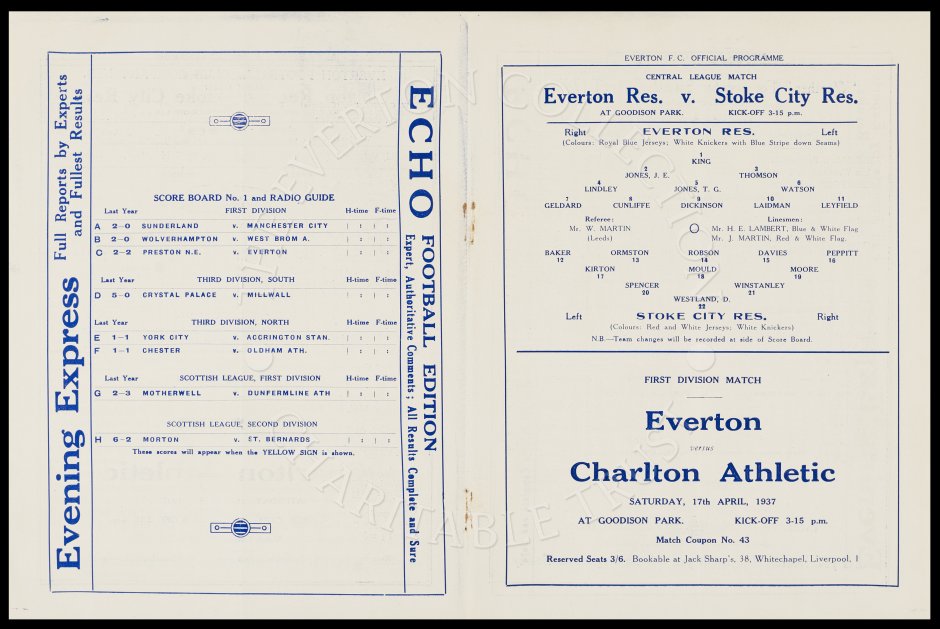 Evening Express
Full Reports by Experts
and Fullest Results
SCORE BOARD No. 1 and RADIO GUIDE
Last Year FIRST DIVISION H-time F-time
A 2–0 SUNDERLAND v. MANCHESTER CITY | : | : |
B 2–0 WOLVERHAMPTON v. WEST BROM A. | : | : |
C 2–2 PRESTON N.E. v. EVERTON | : | : |
Last Year THIRD DIVISION, SOUTH H-time F-time
D 5–0 CRYSTAL PALACE v. MILLWALL | : | : |
Last Year THIRD DIVISION, NORTH H-time F-time
E 1–1 YORK CITY v. ACCRINGTON STAN. | : | : |
F 1–1 CHESTER v. OLDHAM ATH. | : | : |
Last Year SCOTTISH LEAGUE, FIRST DIVISION H-time F-time
G 2–3 MOTHERWELL v. DUNFERMLINE ATH | : | : |
SCOTTISH LEAGUE, SECOND DIVISION
H 6–2 MORTON v. ST. BERNARDS | : | : |
These scores will appear when the YELLOW SIGN is shown.
ECHO FOOTBALL EDITION
Expert, Authoritative Comments; All Results Complete and Sure
EVERTON F.C. OFFICIAL PROGRAMME
CENTRAL LEAGUE MATCH
Everton Res. v. Stoke City Res.
AT GOODISON PARK. KICK-OFF 3-15 p.m.
Right EVERTON RES. Left
(Colours: Royal Blue Jerseys; White Knickers with Blue Stripe down Seams)
1
KING
2 3
JONES, J. E. THOMSON
4 5 6
LINDLEY JONES, T. G. WATSON
7 8 9 10 11
GELDARD CUNLIFFE DICKINSON LAIDMAN LEYFIELD
Referee: Linesmen:
Mr. W. MARTIN Mr. H. E. LAMBERT, Blue & White Flag
(Leeds) Mr. J. MARTIN, Red & White Flag.
BAKER ORMSTON ROBSON DAVIES PEPPITT
12 13 14 15 16
KIRTON MOULD MOORE
17 18 19
SPENCER WINSTANLEY
20 21
WESTLAND, D.
22
Left STOKE CITY RES. Right
(Colours: Red and White Jerseys; White Knickers)
N.B.—Team changes will be recorded at side of Score Board.
FIRST DIVISION MATCH
Everton
versus
Charlton Athletic
SATURDAY, 17th APRIL, 1937
AT GOODISON PARK. KICK-OFF 3-15 p.m.
Match Coupon No. 43
Reserved Seats 3/6. Bookable at Jack Sharp's, 38, Whitechapel, Liverpool, 1
EVERTON COLLECTION
CHARITABLE TRUST